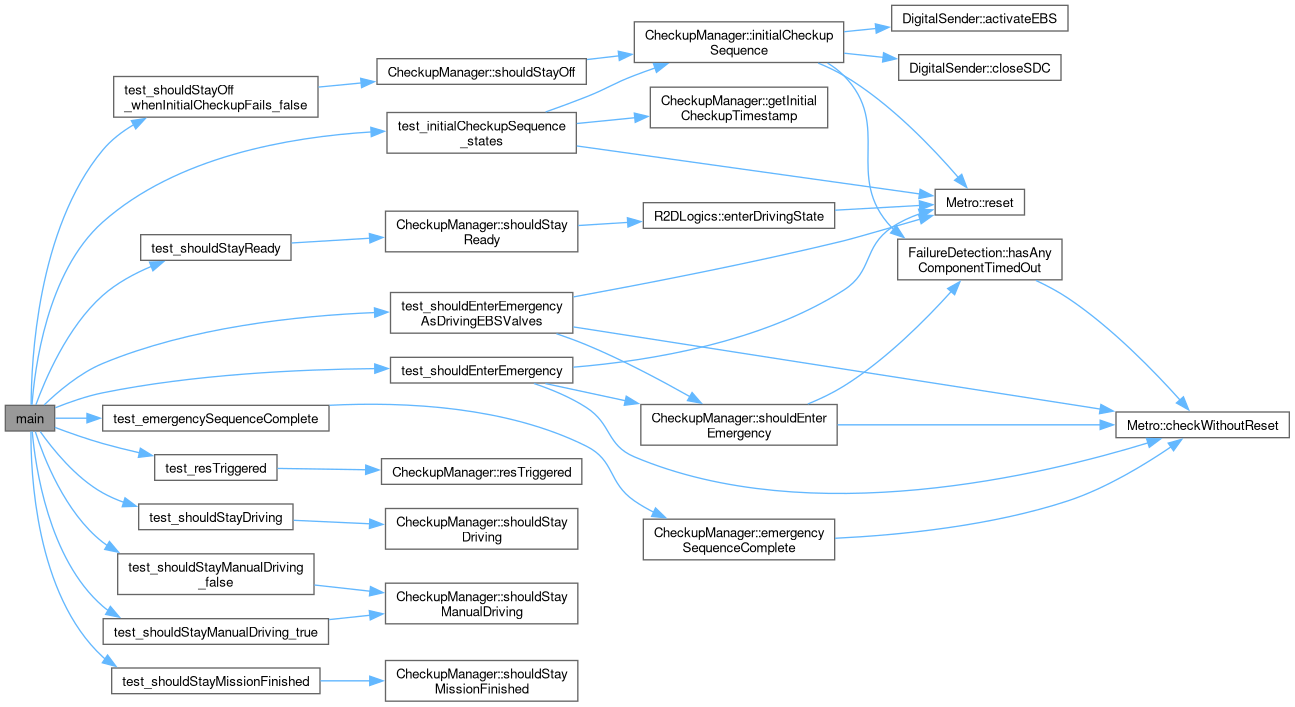 main
test_shouldStayOff
_whenInitialCheckupFails_false
CheckupManager::shouldStayOff
CheckupManager::initialCheckup
Sequence
DigitalSender::activateEBS
DigitalSender::closeSDC
test_initialCheckupSequence
_states
CheckupManager::getInitial
CheckupTimestamp
Metro::reset
test_shouldStayReady
CheckupManager::shouldStay
Ready
R2DLogics::enterDrivingState
FailureDetection::hasAny
ComponentTimedOut
test_shouldEnterEmergency
AsDrivingEBSValves
test_shouldEnterEmergency
CheckupManager::shouldEnter
Emergency
Metro::checkWithoutReset
test_emergencySequenceComplete
test_resTriggered
CheckupManager::resTriggered
test_shouldStayDriving
CheckupManager::shouldStay
Driving
CheckupManager::emergency
SequenceComplete
test_shouldStayManualDriving
_false
CheckupManager::shouldStay
ManualDriving
test_shouldStayManualDriving_true
test_shouldStayMissionFinished
CheckupManager::shouldStay
MissionFinished